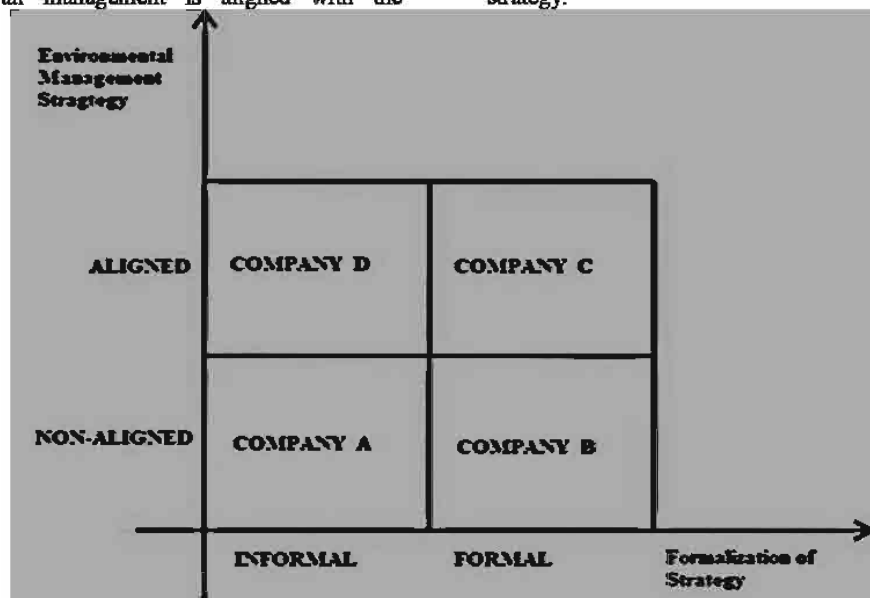 management is aligned with the strategy.
Environmental
Management
Stragtegy
ALIGNED COMPANY D COMPANY C
NON-ALIGNED COMPANY A COMPANY B
INFORMAL FORMAL Formalization of
Strategy